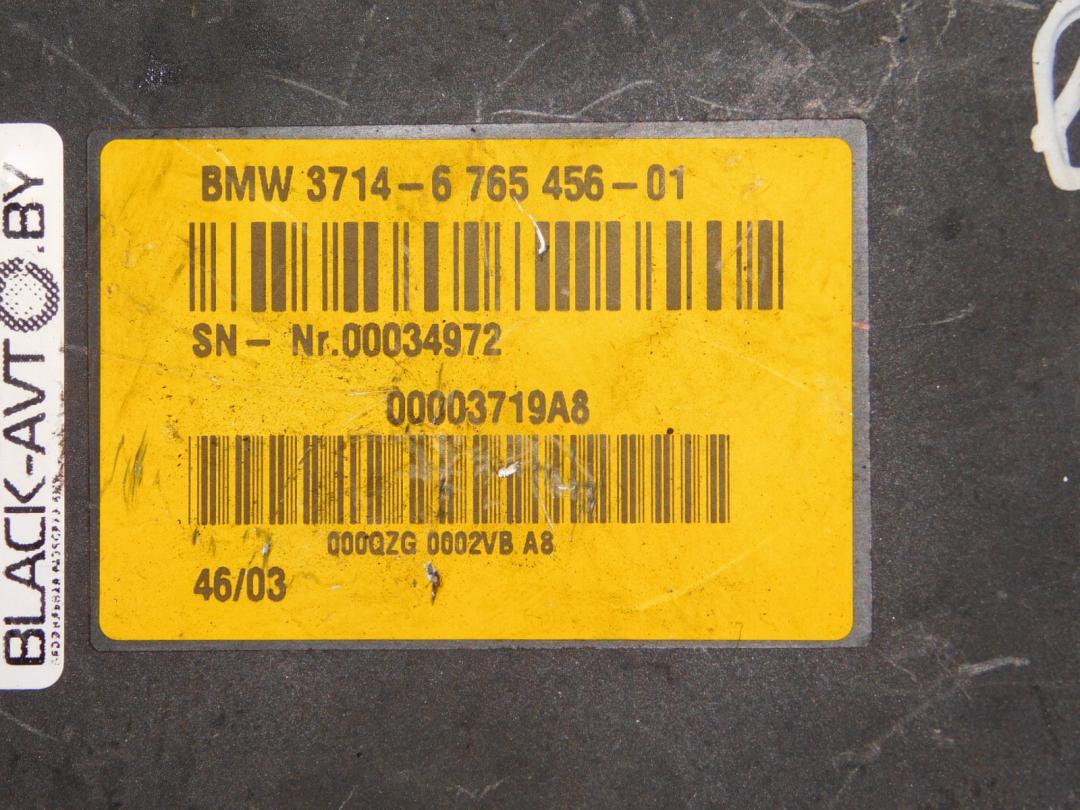 BMW 3714-6 765 456-01
SN- Nr.00034972
00003719A8
000QZG 0002VB A8
46/03
BLACK-AVTO.BY